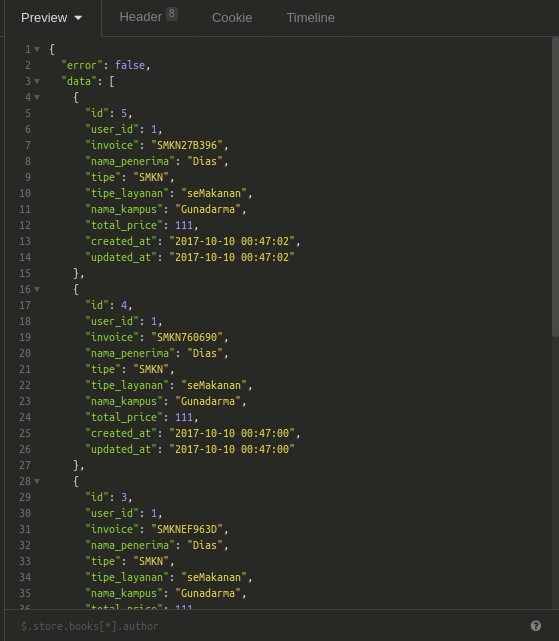 Preview Header 8 Cookie Timeline
1 {
2 "error": false,
3 "data": [
4 {
5 "id": 5,
6 "user_id": 1,
7 "invoice": "SMKN27B396",
8 "nama_penerima": "Dias",
9 "tipe": "SMKN",
10 "tipe_layanan": "seMakanan",
11 "nama_kampus": "Gunadarma",
12 "total_price": 111,
13 "created_at": "2017-10-10 00:47:02",
14 "updated_at": "2017-10-10 00:47:02"
15 },
16 {
17 "id": 4,
18 "user_id": 1,
19 "invoice": "SMKN760690",
20 "nama_penerima": "Dias",
21 "tipe": "SMKN",
22 "tipe_layanan": "seMakanan",
23 "nama_kampus": "Gunadarma",
24 "total_price": 111,
25 "created_at": "2017-10-10 00:47:00",
26 "updated_at": "2017-10-10 00:47:00"
27 },
28 {
29 "id": 3,
30 "user_id": 1,
31 "invoice": "SMKNEF963D",
32 "nama_penerima": "Dias",
33 "tipe": "SMKN",
34 "tipe_layanan": "seMakanan",
35 "nama_kampus": "Gunadarma",
36 "total_price": 111,
$.store.books[*].author